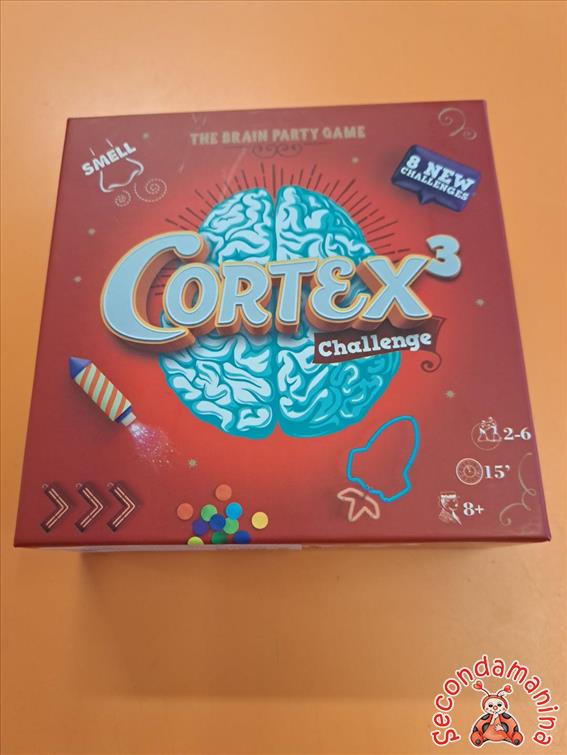 THE BRAIN PARTY GAME
SMELL
8 NEW
CHALLENGES
CORTEX³
Challenge
2-6
15'
8+
Secondamanina